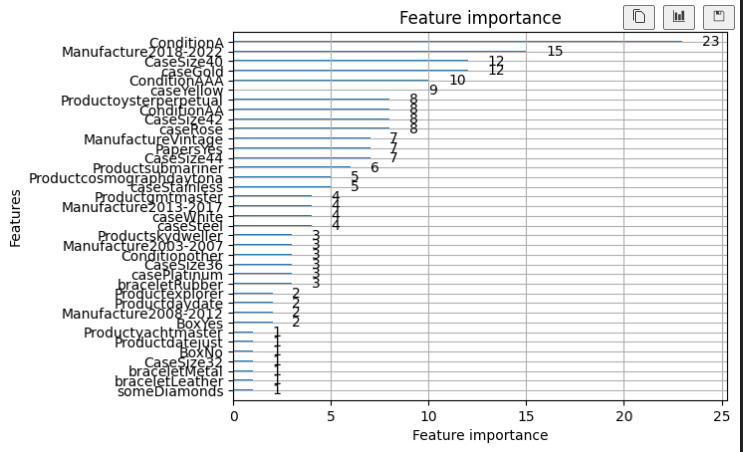 Feature importance
ConditionA 23
Manufacture2018-2022 15
CaseSize40 12
caseGold 12
ConditionAAA 10
caseYellow 9
Productoysterperpetual 8
ConditionAA 8
CaseSize42 8
caseRose 8
ManufactureVintage 7
PapersYes 7
CaseSize44 7
Productsubmariner 6
Productcosmographdaytona 5
caseStainless 5
Productgmtmaster 4
Manufacture2013-2017 4
caseWhite 4
caseSteel 4
Productskydweller 3
Manufacture2003-2007 3
Conditionother 3
CaseSize36 3
casePlatinum 3
braceletRubber 3
Productexplorer 2
Productdaydate 2
Manufacture2008-2012 2
BoxYes 2
Productyachtmaster 1
Productdatejust 1
BoxNo 1
CaseSize32 1
braceletMetal 1
braceletLeather 1
someDiamonds 1
Features
0 5 10 15 20 25
Feature importance